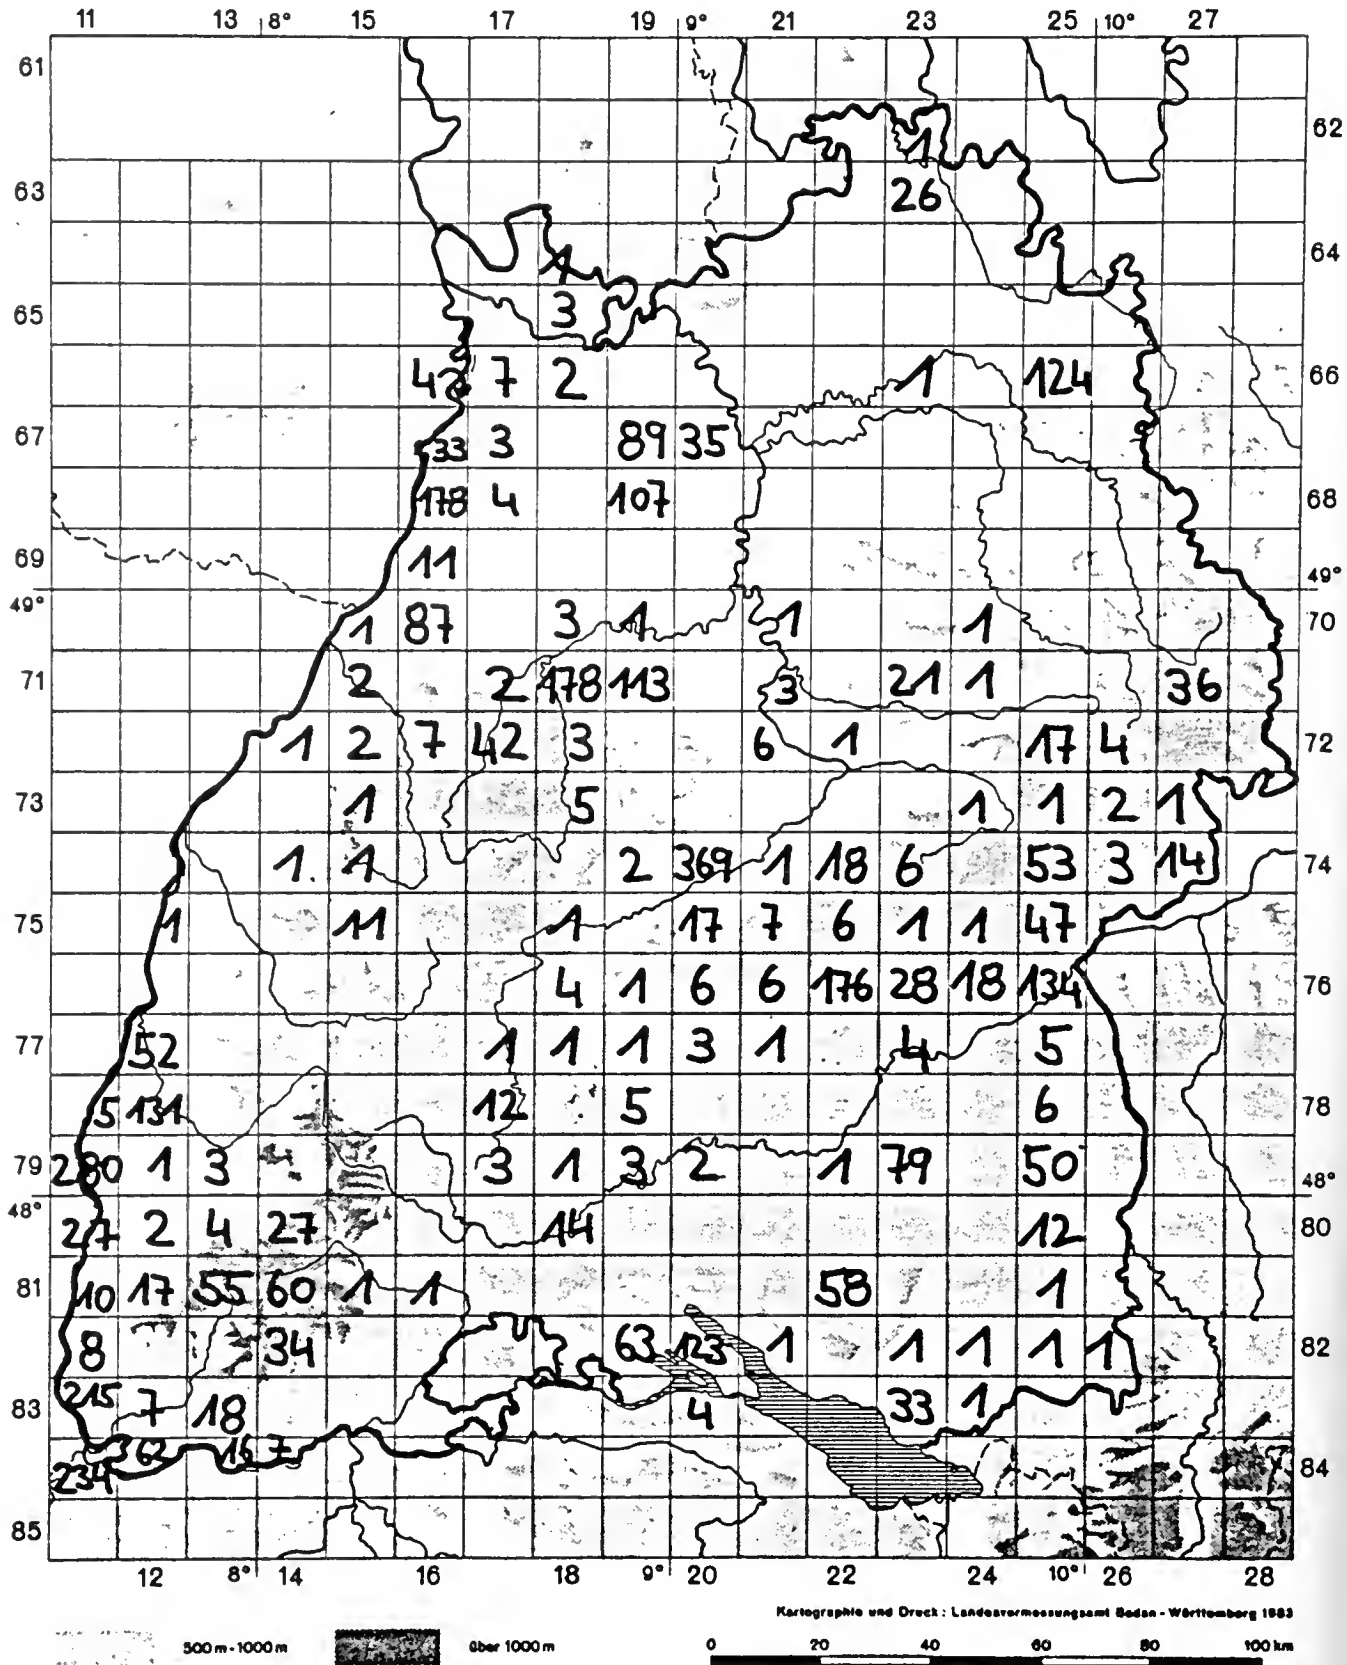 11 13 8° 15 17 19 9° 21 23 25 10° 27
61
1 62
63 26
1 64
65 3
42 7 2 1 124 66
67 33 3 89 35
178 4 107 68
69 11
49° 49°
1 87 3 1 1 1 70
71 2 2 178 113 3 21 1 36
1 2 7 42 3 6 1 17 4 72
73 1 5 1 1 2 1
1. 1 2 369 1 18 6 53 3 14 74
75 1 11 1 17 7 6 1 1 47
4 1 6 6 176 28 18 134 76
77 52 1 1 1 3 1 4 5
5 131 12 5 6 78
79 280 1 3 3 1 3 2 1 79 50
48° 48°
27 2 4 27 14 12 80
81 10 17 55 60 1 1 58 1
8 34 63 123 1 1 1 1 1 82
83 215 7 18 4 33 1
234 362 16 7 84
85
12 8° 14 16 18 9° 20 22 24 10° 26 28
Kartographie und Druck: Landesvermessungsamt Baden-Württemberg 1983
500 m - 1000 m über 1000 m 0 20 40 60 80 100 km